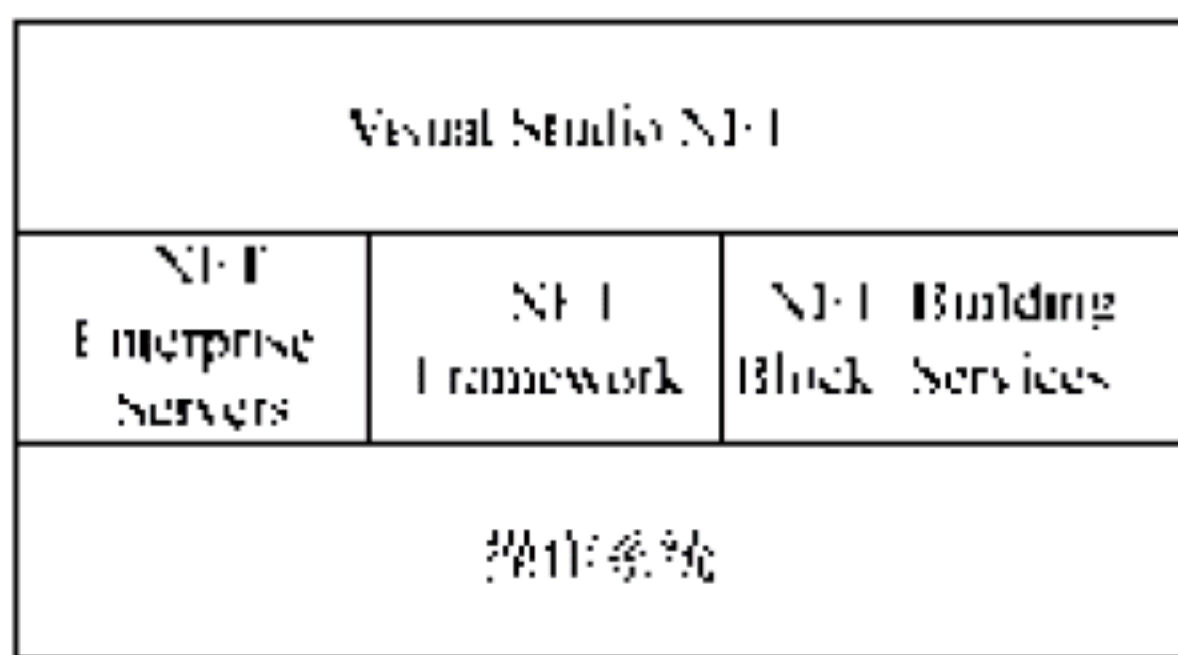 Visual Studio .NET
.NET
Enterprise
Servers
.NET
Framework
.NET Building
Block Services
操作系统